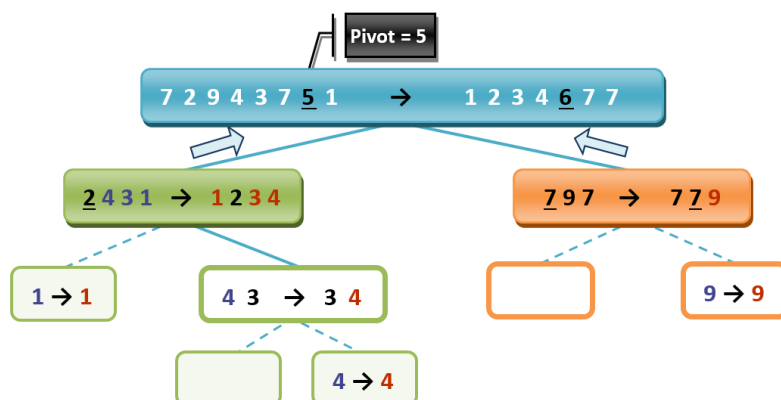 Pivot = 5
7 2 9 4 3 7 5 1 → 1 2 3 4 6 7 7
2 4 3 1 → 1 2 3 4
7 9 7 → 7 7 9
1 → 1
4 3 → 3 4
9 → 9
4 → 4